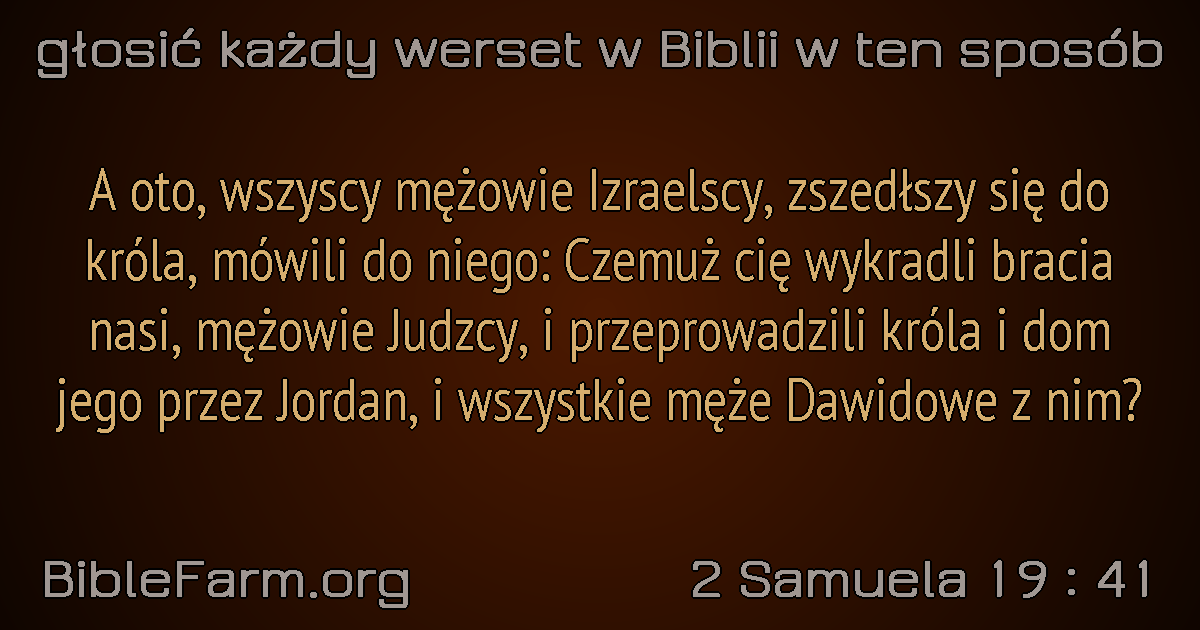 głosić każdy werset w Biblii w ten sposób
A oto, wszyscy mężowie Izraelscy, zszedłszy się do
króla, mówili do niego: Czemuż cię wykradli bracia
nasi, mężowie Judzcy, i przeprowadzili króla i dom
jego przez Jordan, i wszystkie męże Dawidowe z nim?
BibleFarm.org
2 Samuela 19 : 41